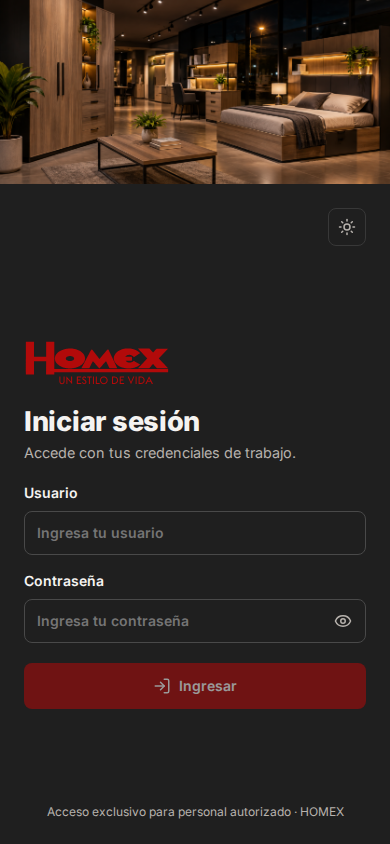 HOMEX
UN ESTILO DE VIDA
Iniciar sesión
Accede con tus credenciales de trabajo.
Usuario
Ingresa tu usuario
Contraseña
Ingresa tu contraseña
Ingresar
Acceso exclusivo para personal autorizado · HOMEX